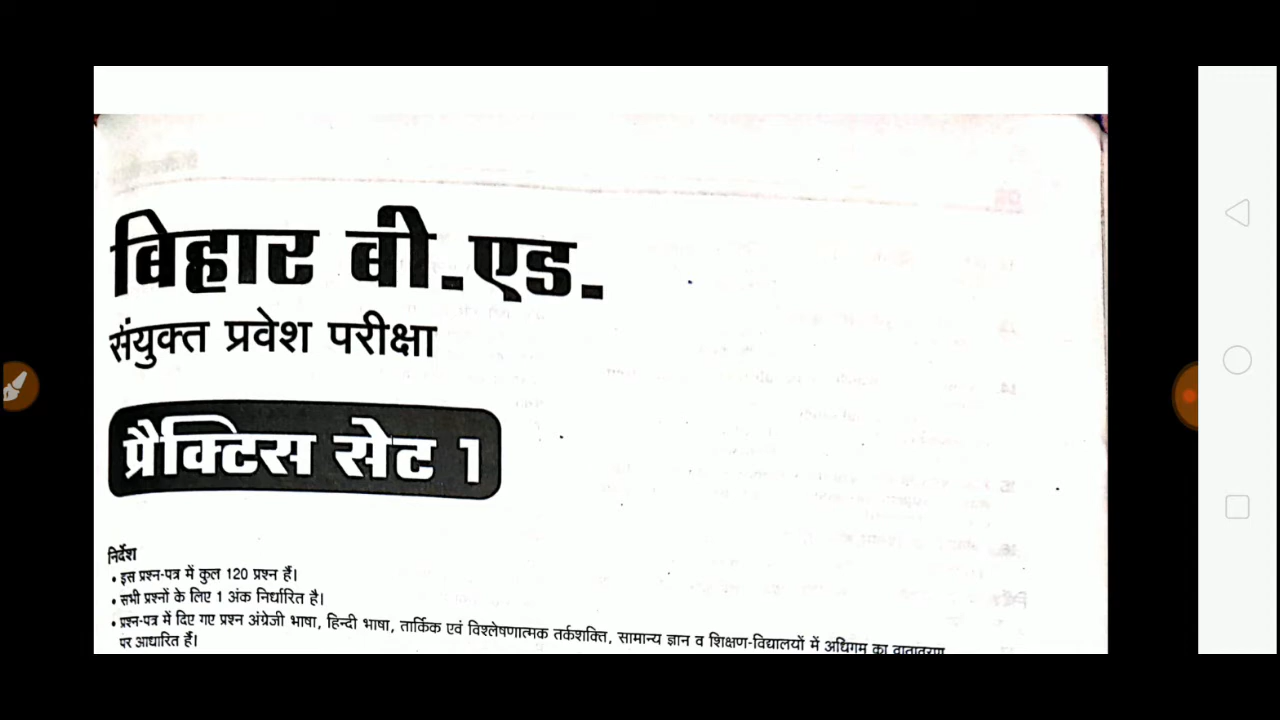 बिहार बी.एड.
संयुक्त प्रवेश परीक्षा
प्रैक्टिस सेट 1
निर्देश
• इस प्रश्न-पत्र में कुल 120 प्रश्न हैं।
• सभी प्रश्नों के लिए 1 अंक निर्धारित है।
• प्रश्न-पत्र में दिए गए प्रश्न अंग्रेजी भाषा, हिन्दी भाषा, तार्किक एवं विश्लेषणात्मक तर्कशक्ति, सामान्य ज्ञान व शिक्षण-विद्यालयों में अधिगम का वातावरण
पर आधारित हैं।